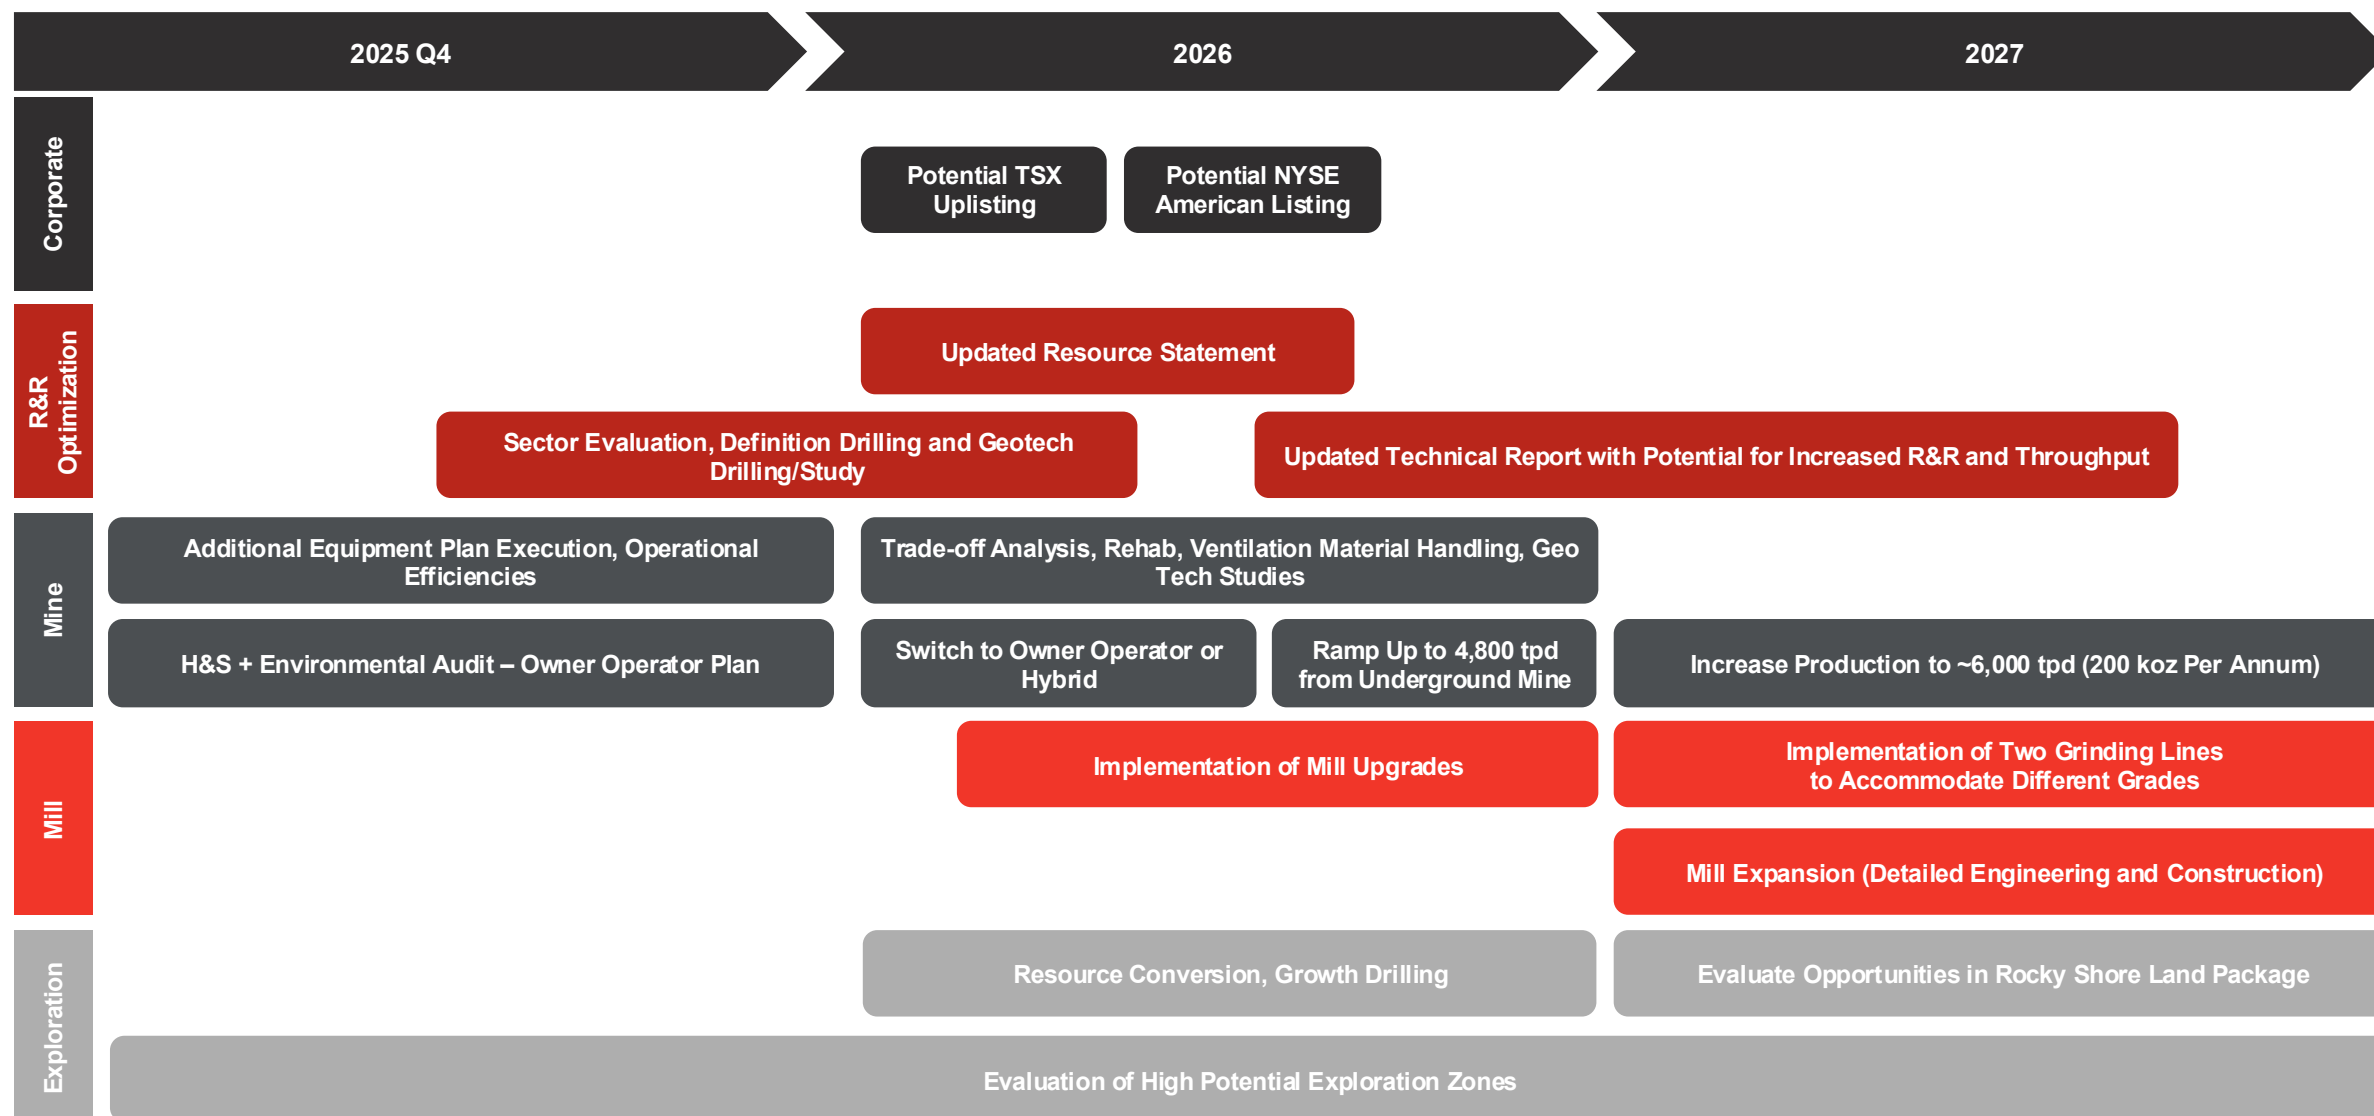 2025 Q4
2026
2027
Corporate
Potential TSX
Uplisting
Potential NYSE
American Listing
R&R
Optimization
Updated Resource Statement
Sector Evaluation, Definition Drilling and Geotech
Drilling/Study
Updated Technical Report with Potential for Increased R&R and Throughput
Mine
Additional Equipment Plan Execution, Operational
Efficiencies
Trade-off Analysis, Rehab, Ventilation Material Handling, Geo
Tech Studies
H&S + Environmental Audit – Owner Operator Plan
Switch to Owner Operator or
Hybrid
Ramp Up to 4,800 tpd
from Underground Mine
Increase Production to ~6,000 tpd (200 koz Per Annum)
Mill
Implementation of Mill Upgrades
Implementation of Two Grinding Lines
to Accommodate Different Grades
Mill Expansion (Detailed Engineering and Construction)
Exploration
Resource Conversion, Growth Drilling
Evaluate Opportunities in Rocky Shore Land Package
Evaluation of High Potential Exploration Zones